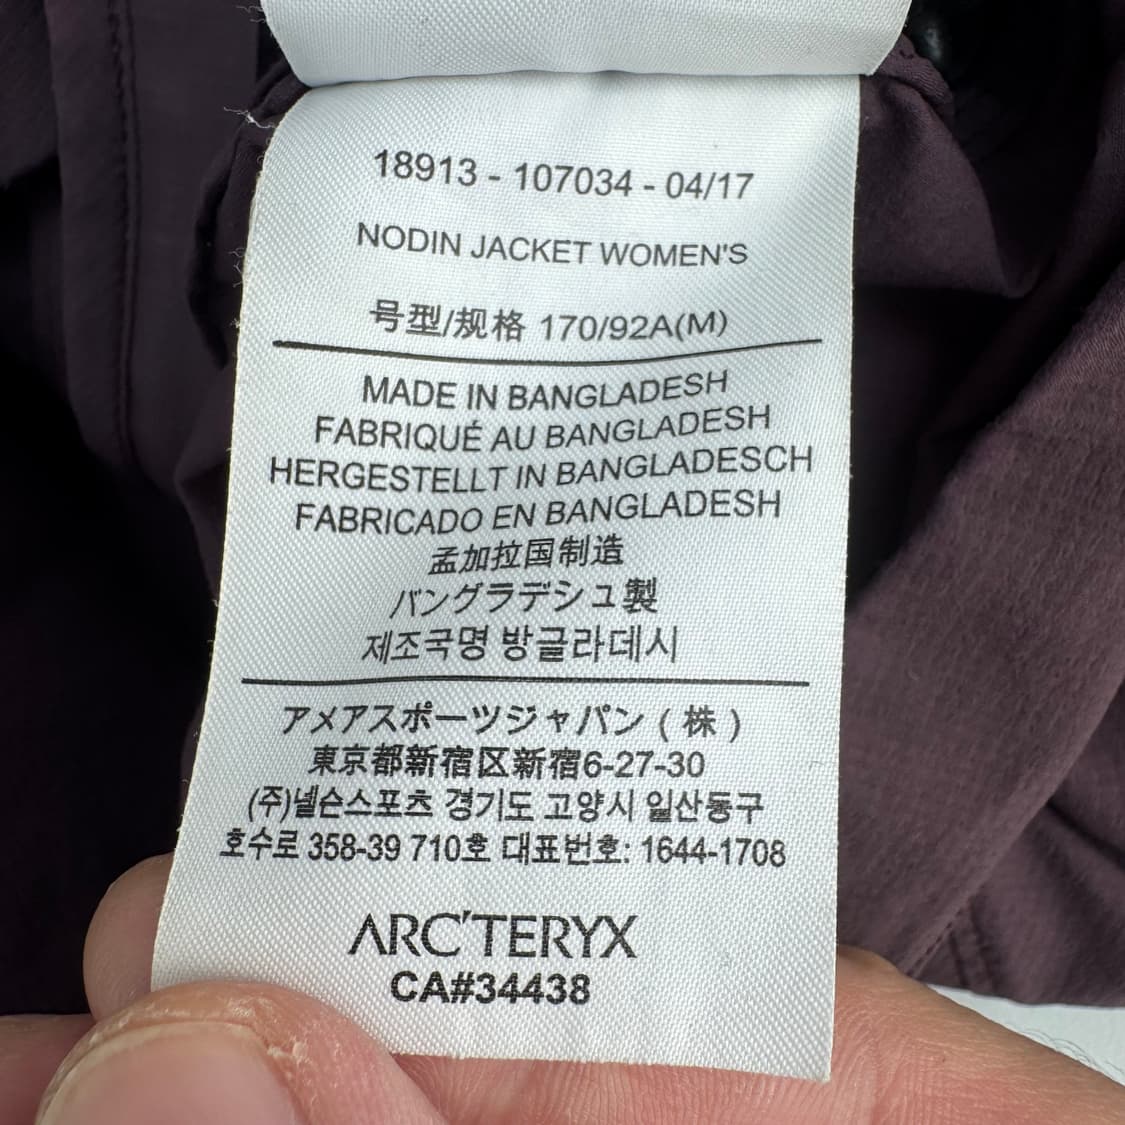 18913 - 107034 - 04/17
NODIN JACKET WOMEN'S
号型/规格 170/92A(M)
MADE IN BANGLADESH
FABRIQUÉ AU BANGLADESH
HERGESTELLT IN BANGLADESCH
FABRICADO EN BANGLADESH
孟加拉国制造
バングラデシュ製
제조국명 방글라데시
アメアスポーツジャパン ( 株 )
東京都新宿区新宿6-27-30
(주)넬슨스포츠 경기도 고양시 일산동구
호수로 358-39 710호 대표번호: 1644-1708
ARC'TERYX
CA#34438